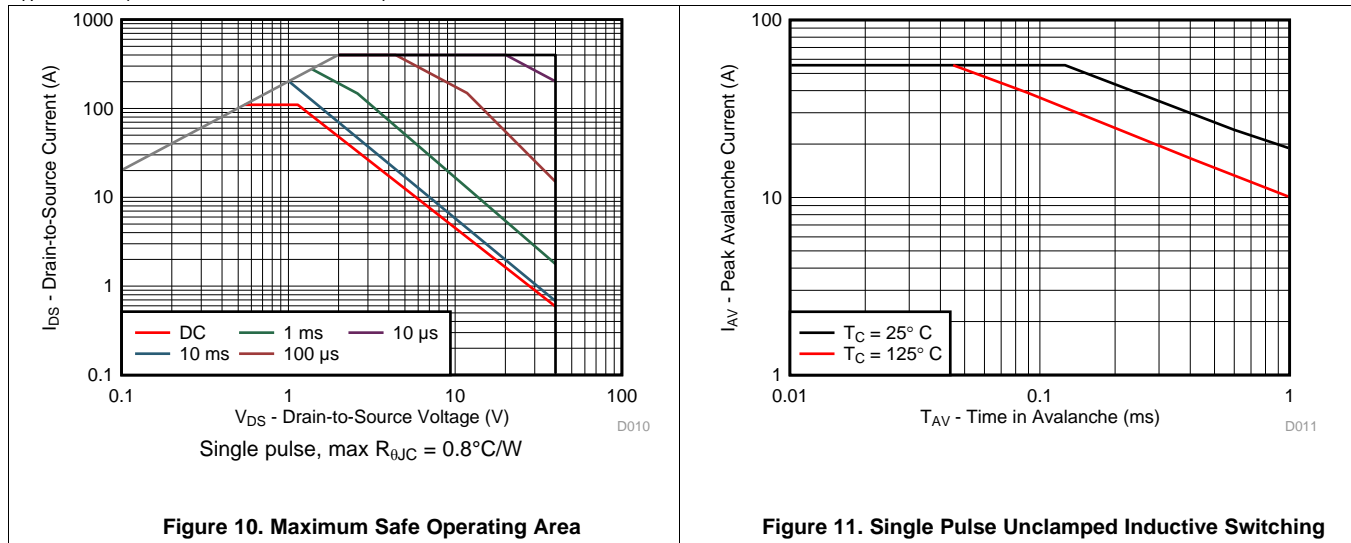 1000
100
10
1
0.1
I_DS - Drain-to-Source Current (A)
DC
1 ms
10 µs
10 ms
100 µs
0.1 1 10 100
V_DS - Drain-to-Source Voltage (V)
D010
Single pulse, max R_θJC = 0.8°C/W
Figure 10. Maximum Safe Operating Area
100
10
1
I_AV - Peak Avalanche Current (A)
T_C = 25° C
T_C = 125° C
0.01 0.1 1
T_AV - Time in Avalanche (ms)
D011
Figure 11. Single Pulse Unclamped Inductive Switching